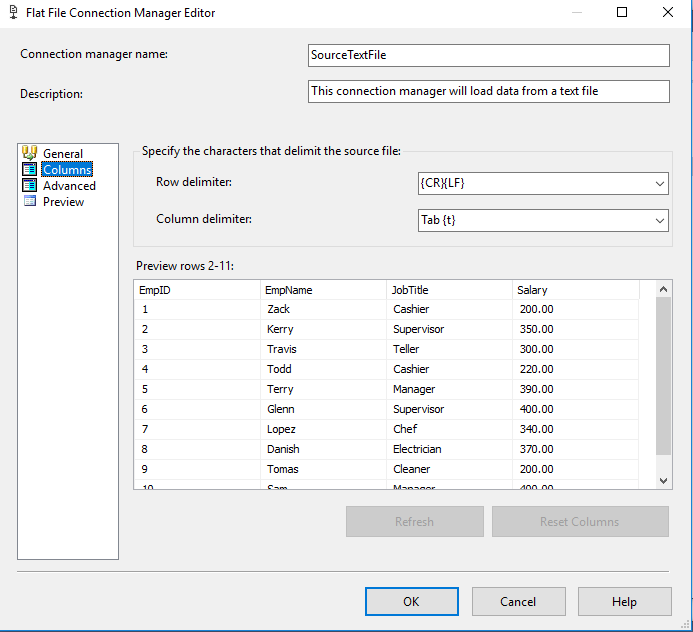 Flat File Connection Manager Editor
Connection manager name: SourceTextFile
Description: This connection manager will load data from a text file
General
Columns
Advanced
Preview
Specify the characters that delimit the source file:
Row delimiter: {CR}{LF}
Column delimiter: Tab {t}
Preview rows 2-11:
EmpID EmpName JobTitle Salary
1 Zack Cashier 200.00
2 Kerry Supervisor 350.00
3 Travis Teller 300.00
4 Todd Cashier 220.00
5 Terry Manager 390.00
6 Glenn Supervisor 400.00
7 Lopez Chef 340.00
8 Danish Electrician 370.00
9 Tomas Cleaner 200.00
10 Sam Manager 400.00
Refresh Reset Columns
OK Cancel Help